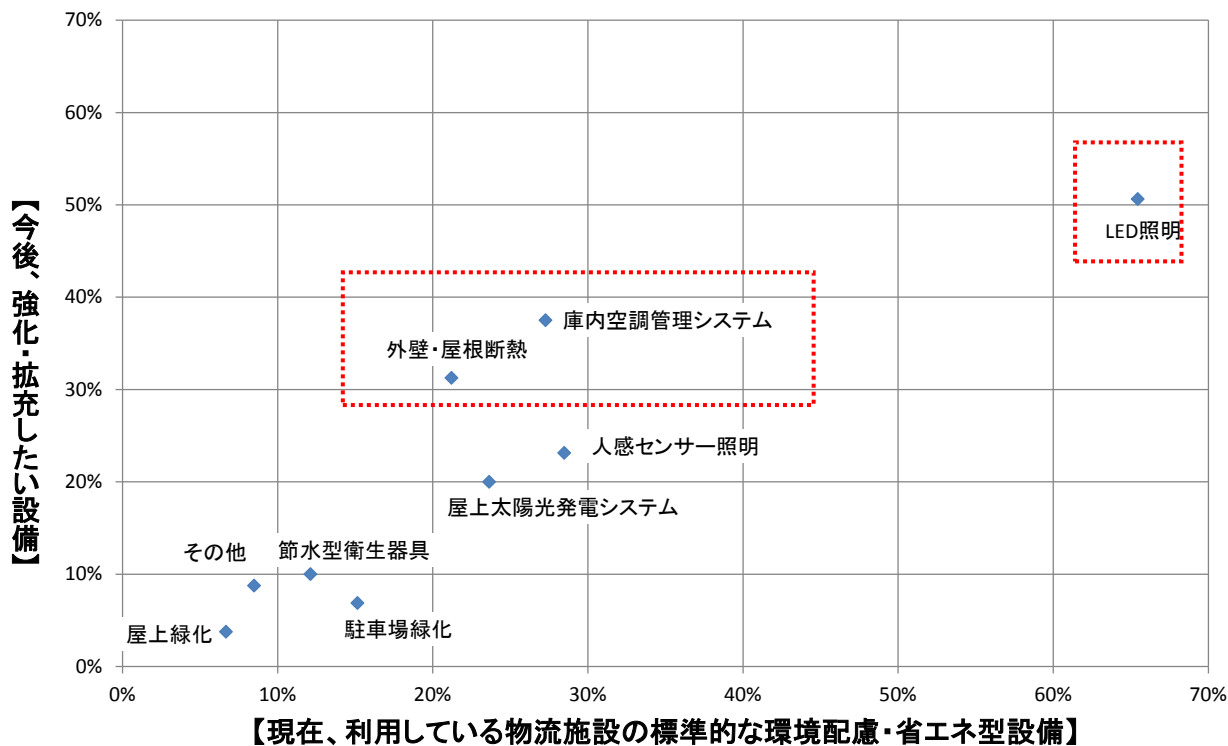 70%
60%
50%
40%
30%
20%
10%
0%
【今後、強化・拡充したい設備】
LED照明
庫内空調管理システム
外壁・屋根断熱
人感センサー照明
屋上太陽光発電システム
その他
節水型衛生器具
屋上緑化
駐車場緑化
0% 10% 20% 30% 40% 50% 60% 70%
【現在、利用している物流施設の標準的な環境配慮・省エネ型設備】